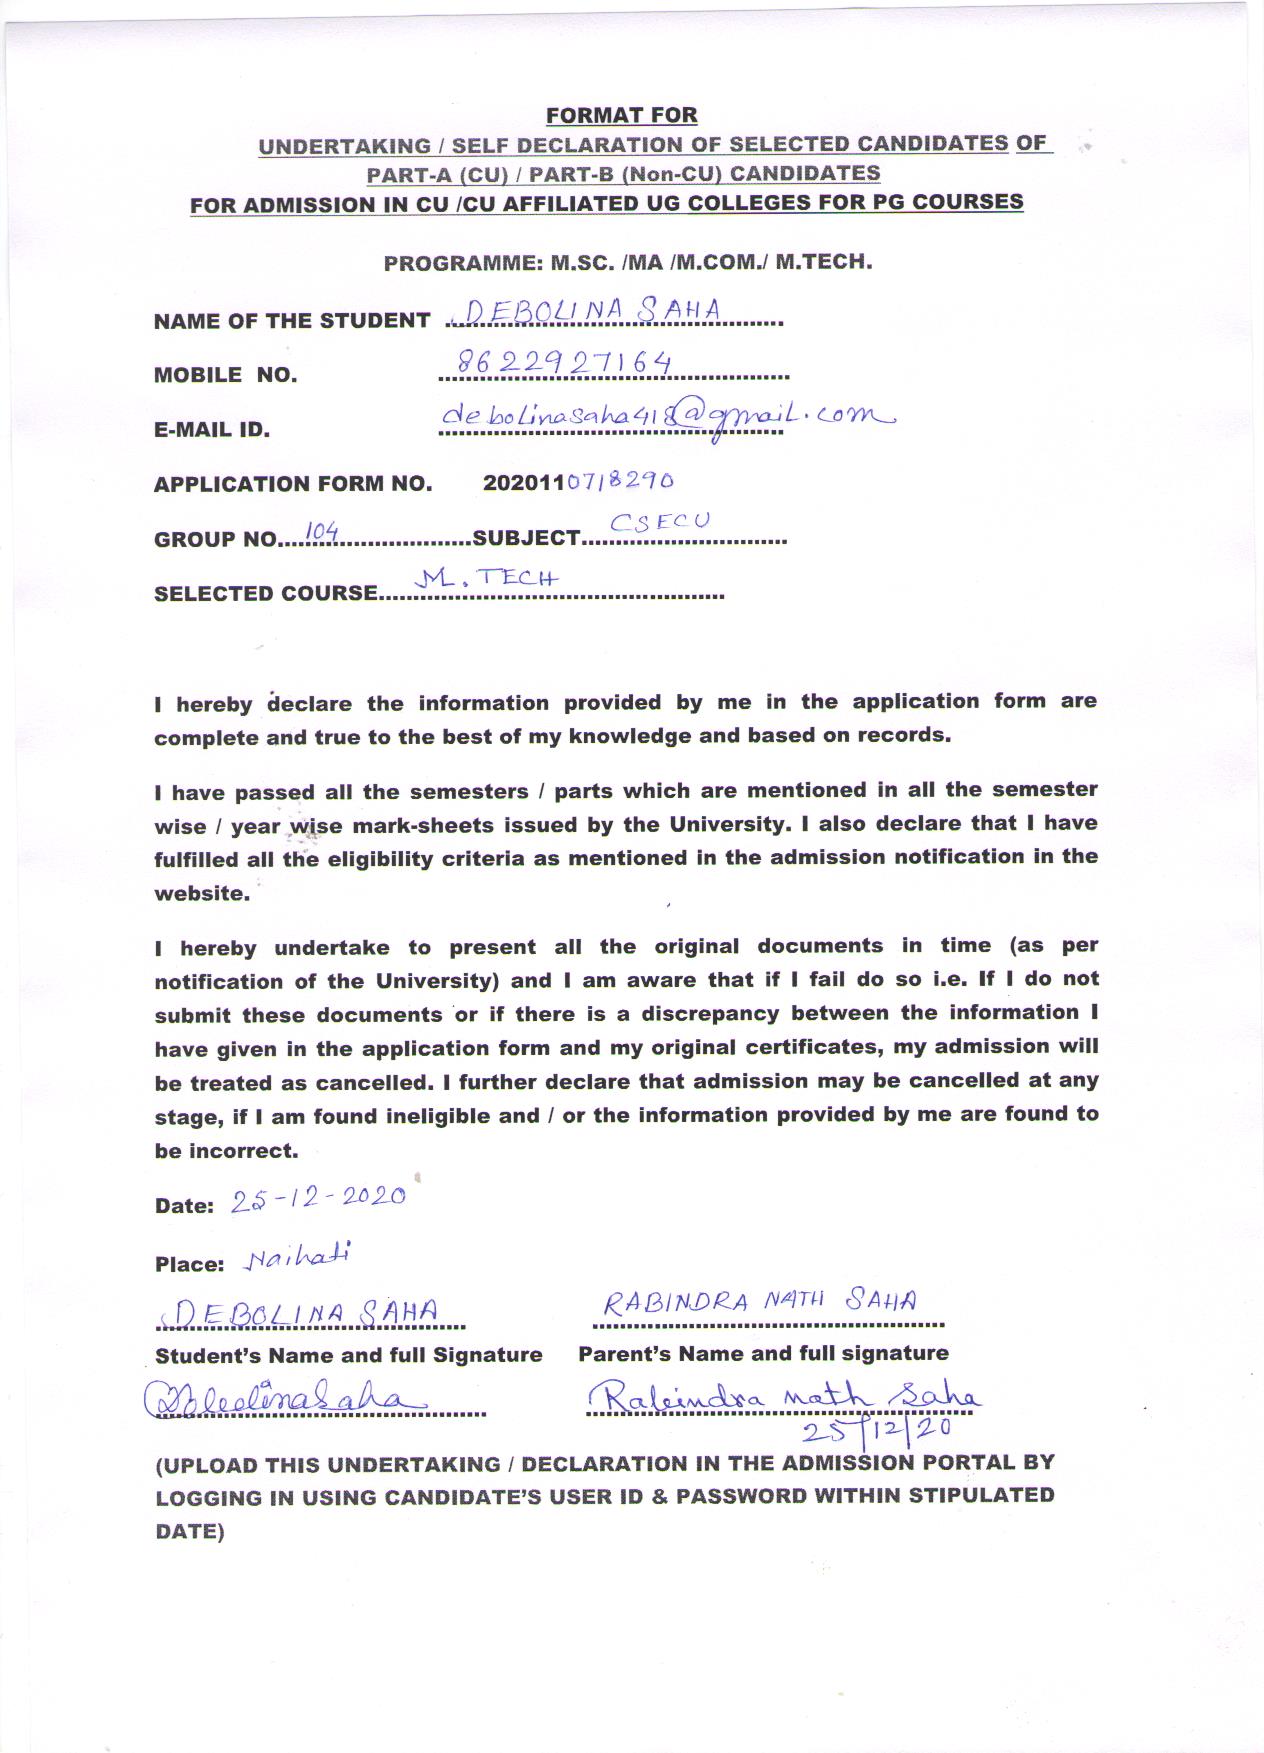 FORMAT FOR
UNDERTAKING / SELF DECLARATION OF SELECTED CANDIDATES OF
PART-A (CU) / PART-B (Non-CU) CANDIDATES
FOR ADMISSION IN CU /CU AFFILIATED UG COLLEGES FOR PG COURSES
PROGRAMME: M.SC. /MA /M.COM./ M.TECH.
NAME OF THE STUDENT DEBOLINA SAHA
MOBILE NO. 8622927164
E-MAIL ID. debolinasaha418@gmail.com
APPLICATION FORM NO. 2020110718290
GROUP NO. 104 SUBJECT CSECU
SELECTED COURSE M.TECH
I hereby declare the information provided by me in the application form are
complete and true to the best of my knowledge and based on records.
I have passed all the semesters / parts which are mentioned in all the semester
wise / year wise mark-sheets issued by the University. I also declare that I have
fulfilled all the eligibility criteria as mentioned in the admission notification in the
website.
I hereby undertake to present all the original documents in time (as per
notification of the University) and I am aware that if I fail do so i.e. If I do not
submit these documents or if there is a discrepancy between the information I
have given in the application form and my original certificates, my admission will
be treated as cancelled. I further declare that admission may be cancelled at any
stage, if I am found ineligible and / or the information provided by me are found to
be incorrect.
Date: 25-12-2020
Place: Naihati
DEBOLINA SAHA RABINDRA NATH SAHA
Student's Name and full Signature Parent's Name and full signature
Debolina Saha Rabindra Nath Saha
25/12/20
(UPLOAD THIS UNDERTAKING / DECLARATION IN THE ADMISSION PORTAL BY
LOGGING IN USING CANDIDATE'S USER ID & PASSWORD WITHIN STIPULATED
DATE)